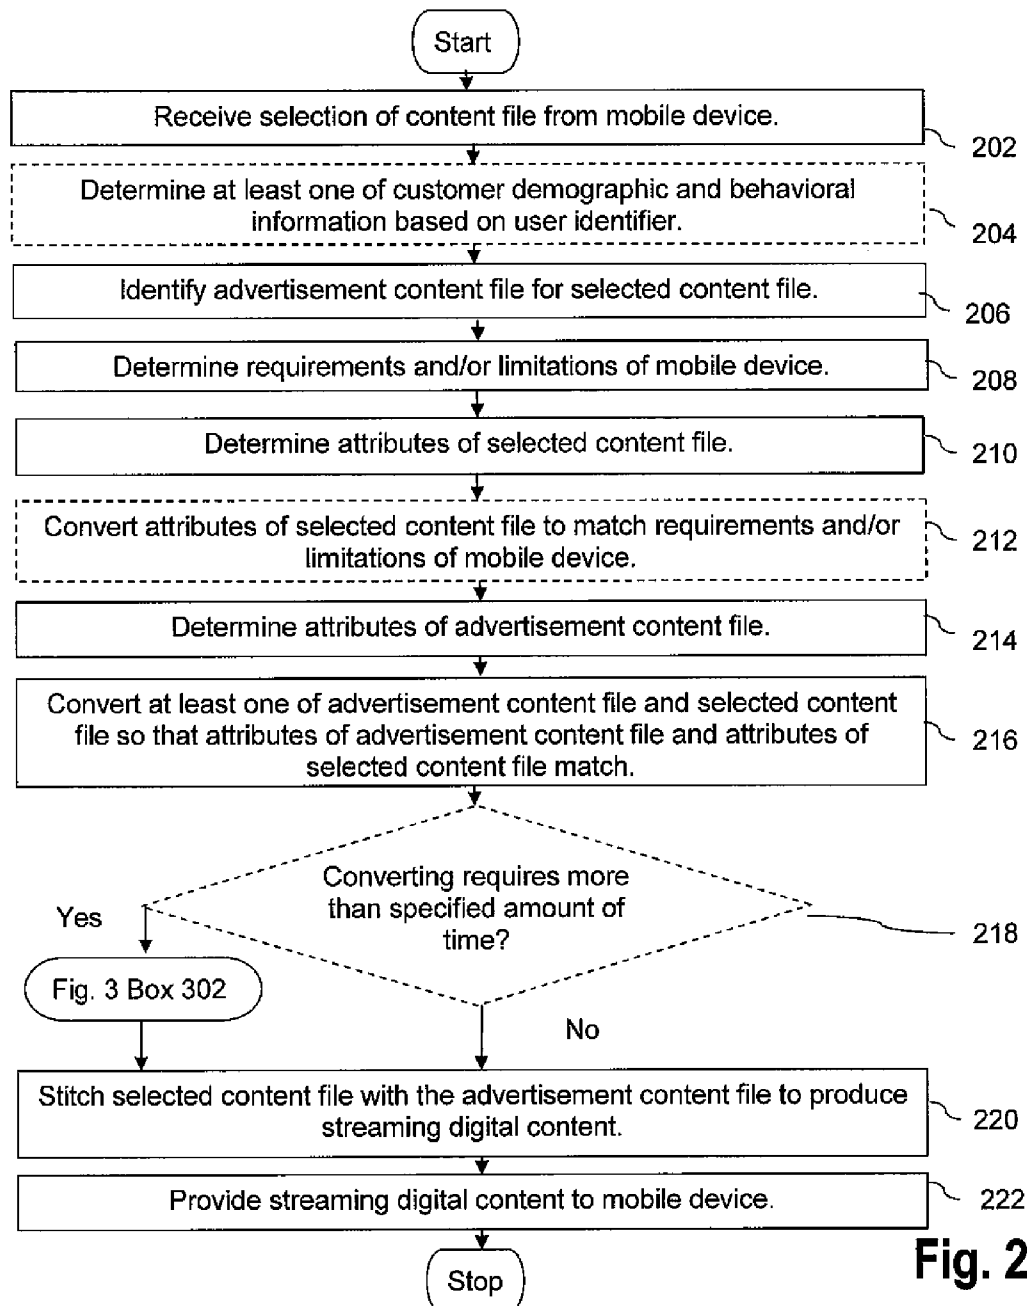 Start
Receive selection of content file from mobile device.
202
Determine at least one of customer demographic and behavioral
information based on user identifier.
204
Identify advertisement content file for selected content file.
206
Determine requirements and/or limitations of mobile device.
208
Determine attributes of selected content file.
210
Convert attributes of selected content file to match requirements and/or
limitations of mobile device.
212
Determine attributes of advertisement content file.
214
Convert at least one of advertisement content file and selected content
file so that attributes of advertisement content file and attributes of
selected content file match.
216
Converting requires more
than specified amount of
time?
218
Yes
Fig. 3 Box 302
No
Stitch selected content file with the advertisement content file to produce
streaming digital content.
220
Provide streaming digital content to mobile device.
222
Stop
Fig. 2